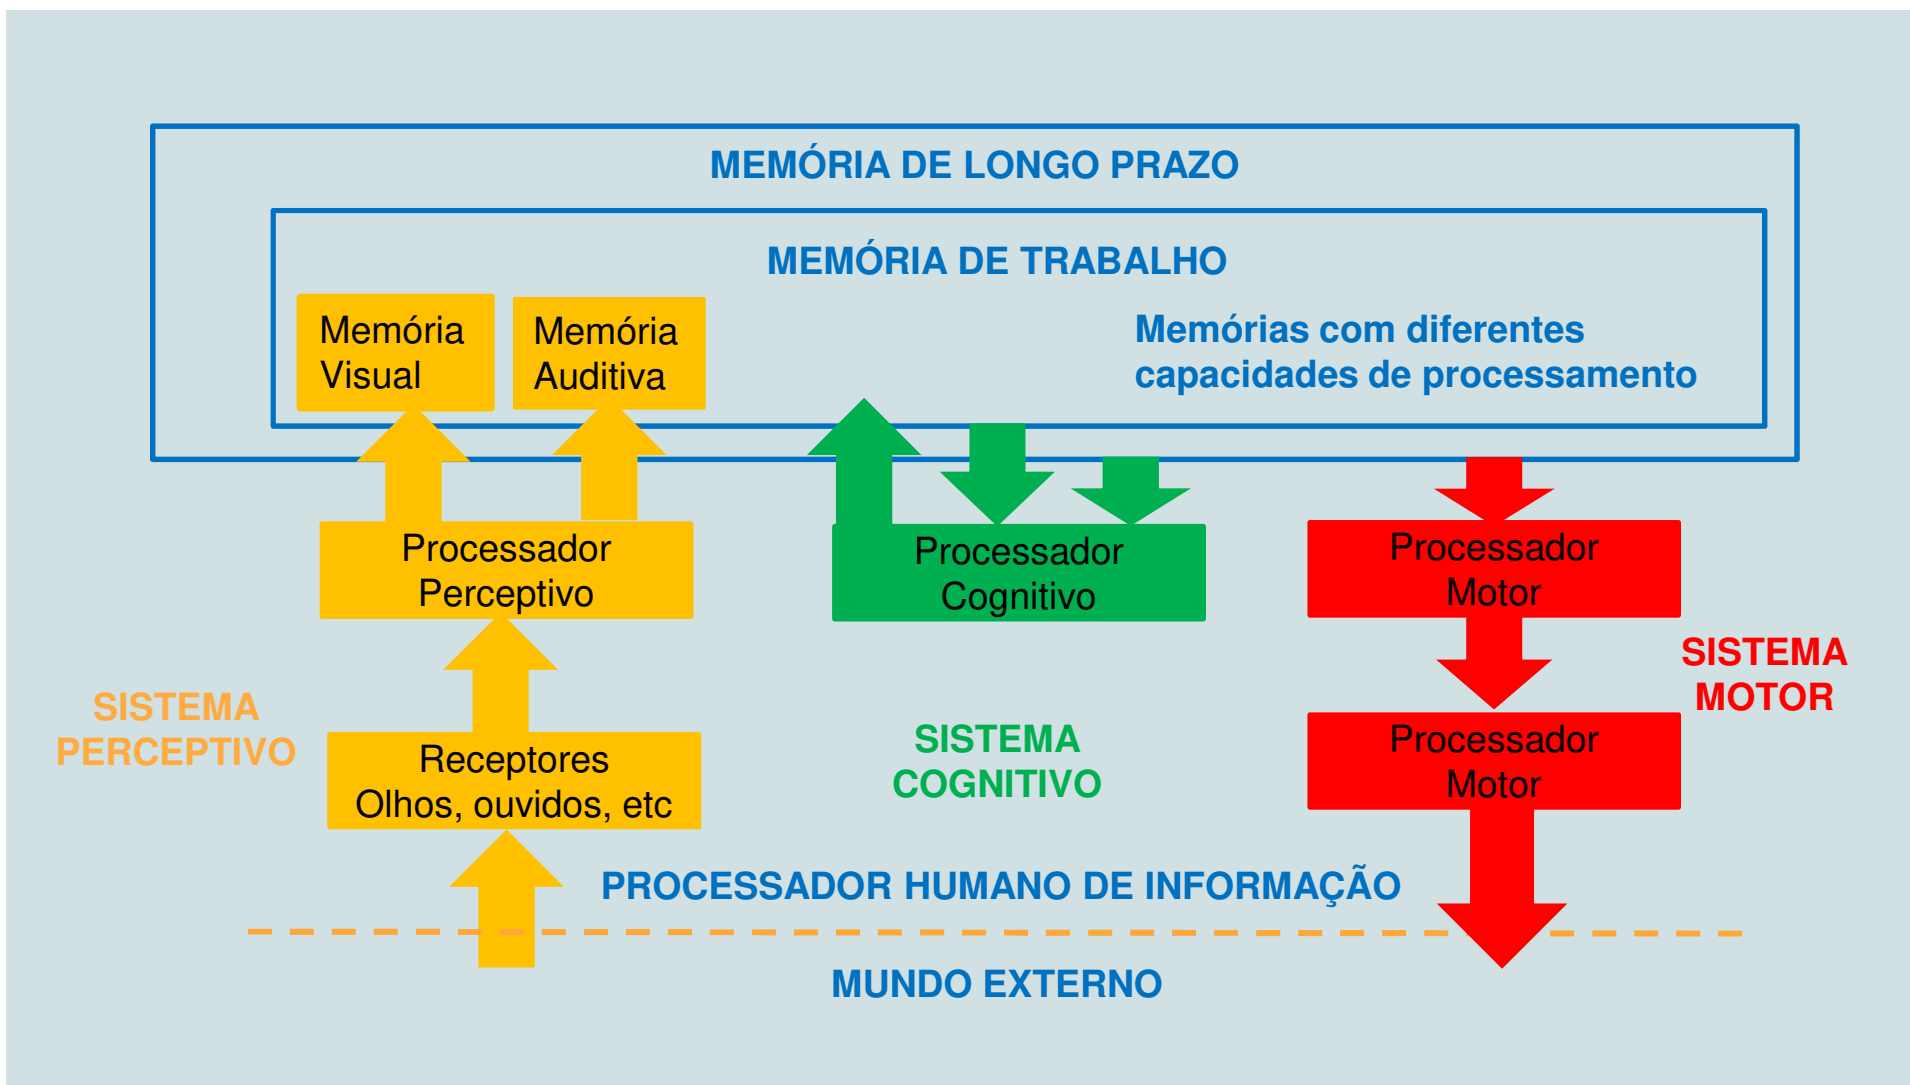 MEMÓRIA DE LONGO PRAZO
MEMÓRIA DE TRABALHO
Memória
Visual
Memória
Auditiva
Memórias com diferentes
capacidades de processamento
Processador
Perceptivo
Processador
Cognitivo
Processador
Motor
SISTEMA
PERCEPTIVO
Receptores
Olhos, ouvidos, etc
SISTEMA
COGNITIVO
SISTEMA
MOTOR
Processador
Motor
PROCESSADOR HUMANO DE INFORMAÇÃO
MUNDO EXTERNO